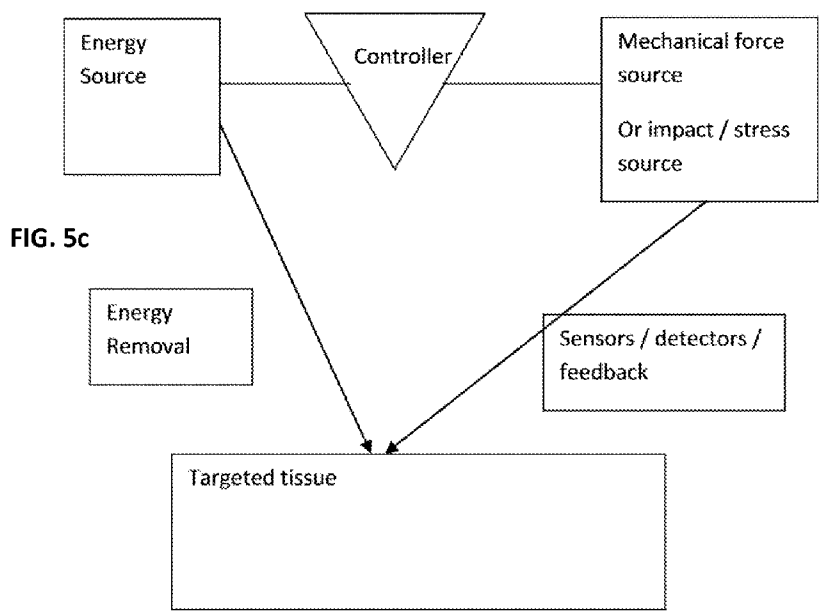 Energy
Source
Controller
Mechanical force
source
Or impact / stress
source
FIG. 5c
Energy
Removal
Sensors / detectors /
feedback
Targeted tissue